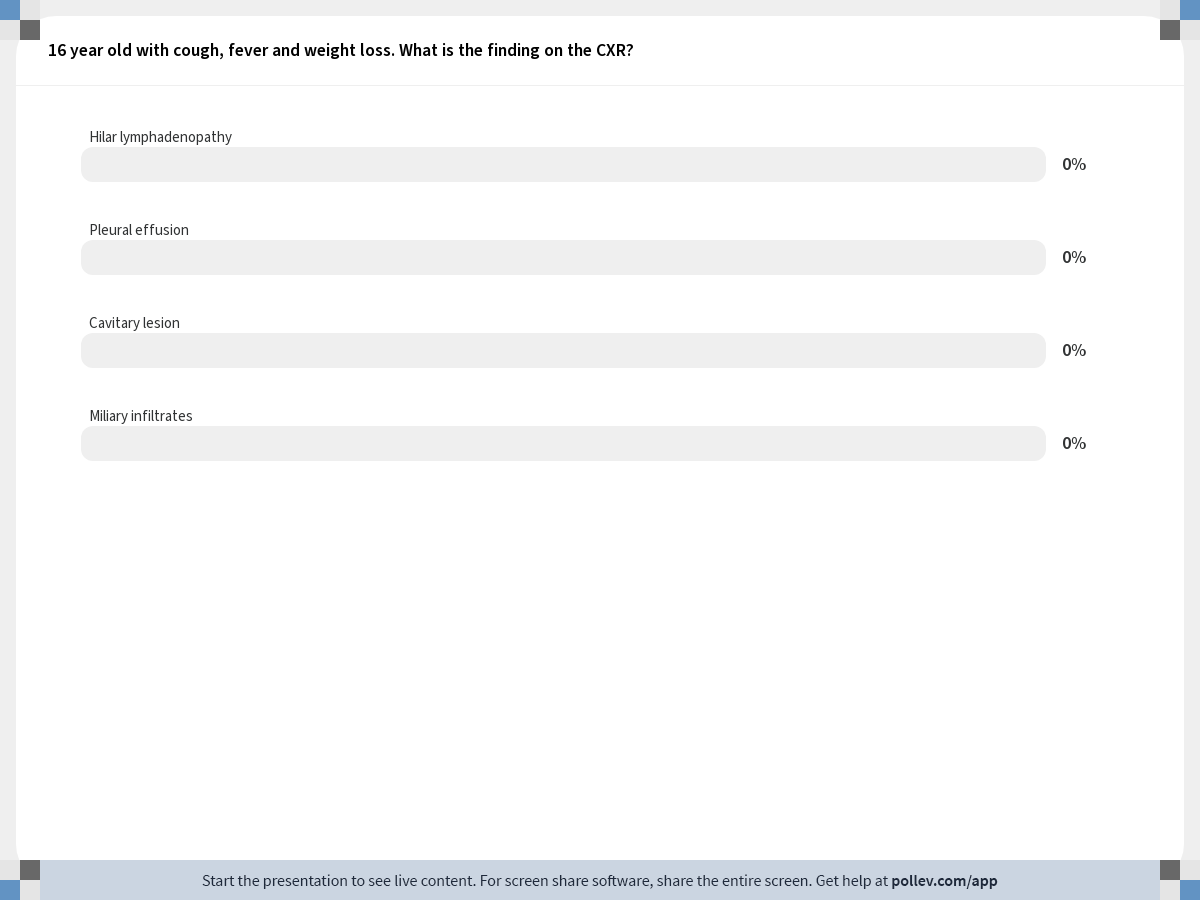 16 year old with cough, fever and weight loss. What is the finding on the CXR?
Hilar lymphadenopathy
0%
Pleural effusion
0%
Cavitary lesion
0%
Miliary infiltrates
0%
Start the presentation to see live content. For screen share software, share the entire screen. Get help at pollev.com/app